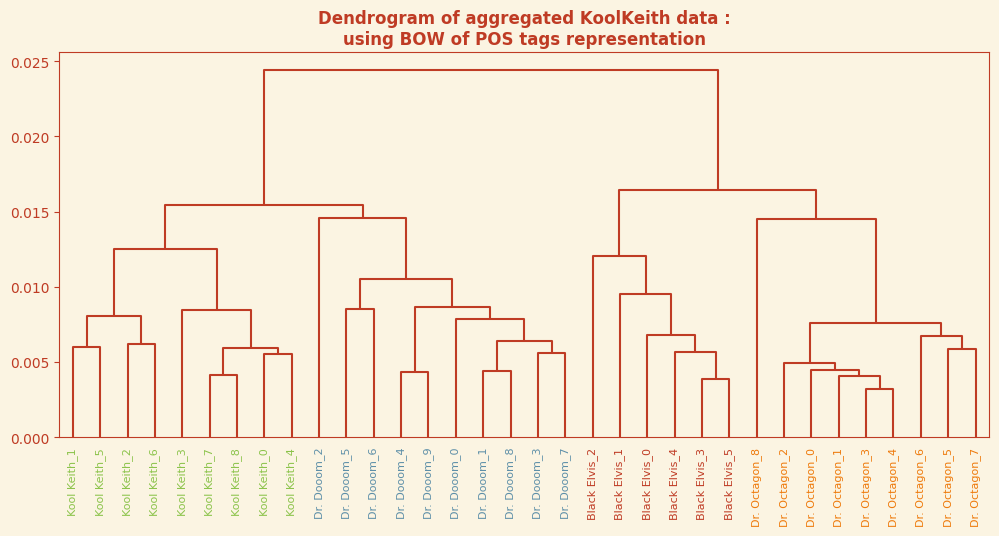 Dendrogram of aggregated KoolKeith data :
using BOW of POS tags representation
0.025
0.020
0.015
0.010
0.005
0.000
Kool Keith_1
Kool Keith_5
Kool Keith_2
Kool Keith_6
Kool Keith_3
Kool Keith_7
Kool Keith_8
Kool Keith_0
Kool Keith_4
Dr. Dooom_2
Dr. Dooom_5
Dr. Dooom_6
Dr. Dooom_4
Dr. Dooom_9
Dr. Dooom_0
Dr. Dooom_1
Dr. Dooom_8
Dr. Dooom_3
Dr. Dooom_7
Black Elvis_2
Black Elvis_1
Black Elvis_0
Black Elvis_4
Black Elvis_3
Black Elvis_5
Dr. Octagon_8
Dr. Octagon_2
Dr. Octagon_0
Dr. Octagon_1
Dr. Octagon_3
Dr. Octagon_4
Dr. Octagon_6
Dr. Octagon_5
Dr. Octagon_7